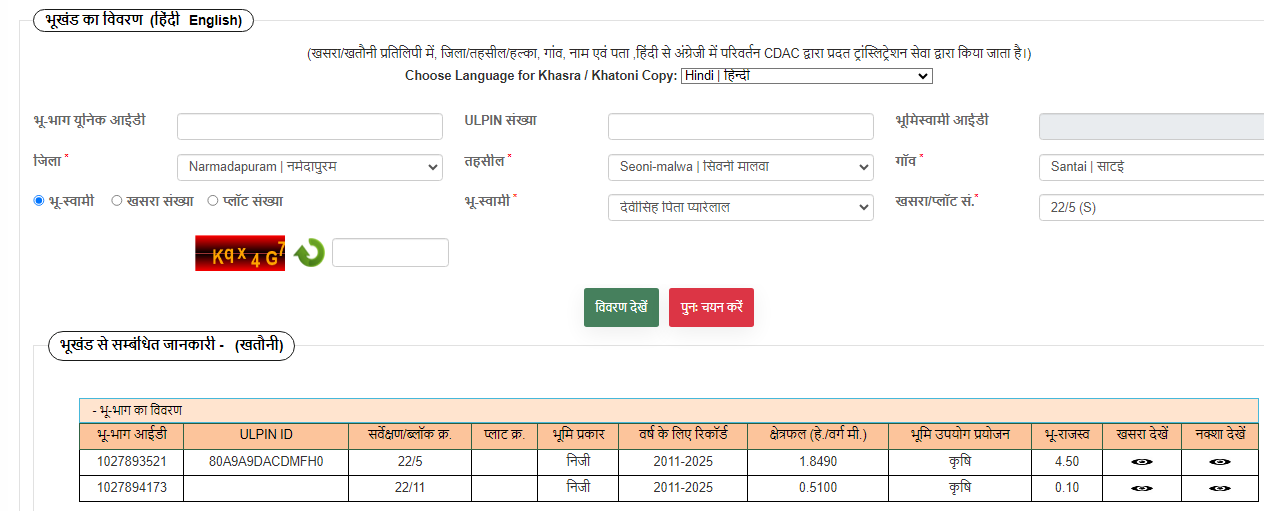 भूखंड का विवरण (हिंदी English)
(खसरा/खतौनी प्रतिलिपी में, जिला/तहसील/हल्का, गांव, नाम एवं पता ,हिंदी से अंग्रेजी में परिवर्तन CDAC द्वारा प्रदत ट्रांस्लिट्रेशन सेवा द्वारा किया जाता है।)
Choose Language for Khasra / Khatoni Copy: Hindi | हिन्दी
भू-भाग यूनिक आईडी ULPIN संख्या भूमिस्वामी आईडी
जिला * Narmadapuram | नर्मदापुरम तहसील * Seoni-malwa | सिवनी मालवा गाँव * Santai | साटई
भू-स्वामी खसरा संख्या प्लॉट संख्या भू-स्वामी * देवीसिंह पिता प्यारेलाल खसरा/प्लॉट सं.* 22/5 (S)
Kqx4G7
विवरण देखें पुनः चयन करें
भूखंड से सम्बंधित जानकारी - (खतौनी)
- भू-भाग का विवरण
भू-भाग आईडी ULPIN ID सर्वेक्षण/ब्लॉक क्र. प्लाट क्र. भूमि प्रकार वर्ष के लिए रिकॉर्ड क्षेत्रफल (हे./वर्ग मी.) भूमि उपयोग प्रयोजन भू-राजस्व खसरा देखें नक्शा देखें
1027893521 80A9A9DACDMFH0 22/5 निजी 2011-2025 1.8490 कृषि 4.50
1027894173 22/11 निजी 2011-2025 0.5100 कृषि 0.10